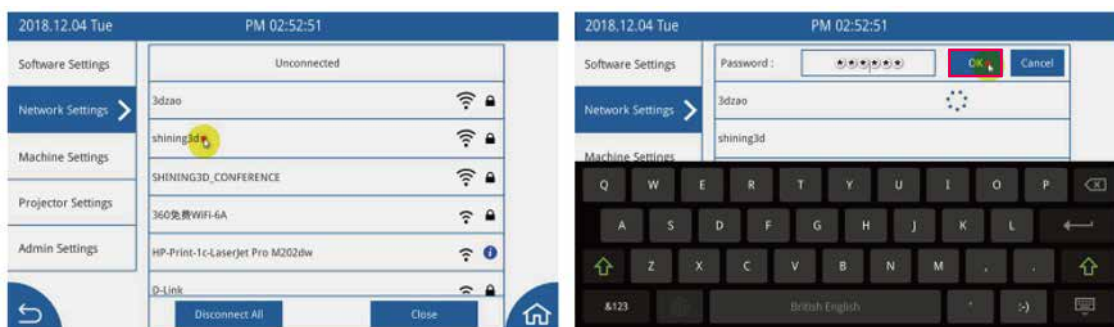 2018.12.04 Tue PM 02:52:51
Software Settings
Network Settings
Machine Settings
Projector Settings
Admin Settings
Unconnected
3dzao
shining3d
SHINING3D_CONFERENCE
360免费WiFi-6A
HP-Print-1c-LaserJet Pro M202dw
D-Link
Disconnect All
Close
2018.12.04 Tue PM 02:52:51
Software Settings
Network Settings
Machine Settings
Password : ****** OK Cancel
3dzao
shining3d
Q W E R T Y U I O P
A S D F G H J K L
Z X C V B N M , .
&123 British English ' :-)